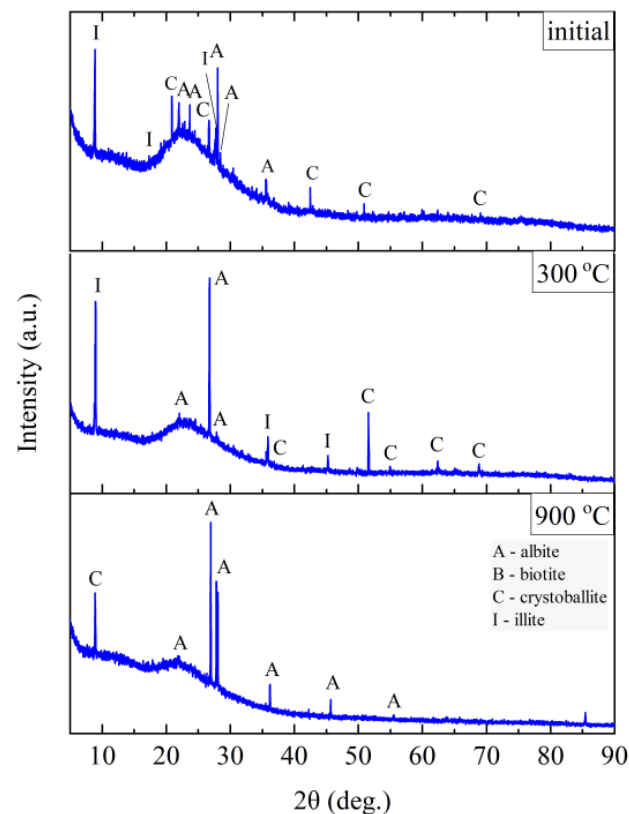 initial
I
A
I
A
C
A
A
C
I
A
C
C
C
300 °C
I
A
A
A
I
C
I
C
C
C
C
900 °C
A - albite
B - biotite
C - crystoballite
I - illite
C
A
A
A
A
A
A
Intensity (a.u.)
10 20 30 40 50 60 70 80 90
2θ (deg.)